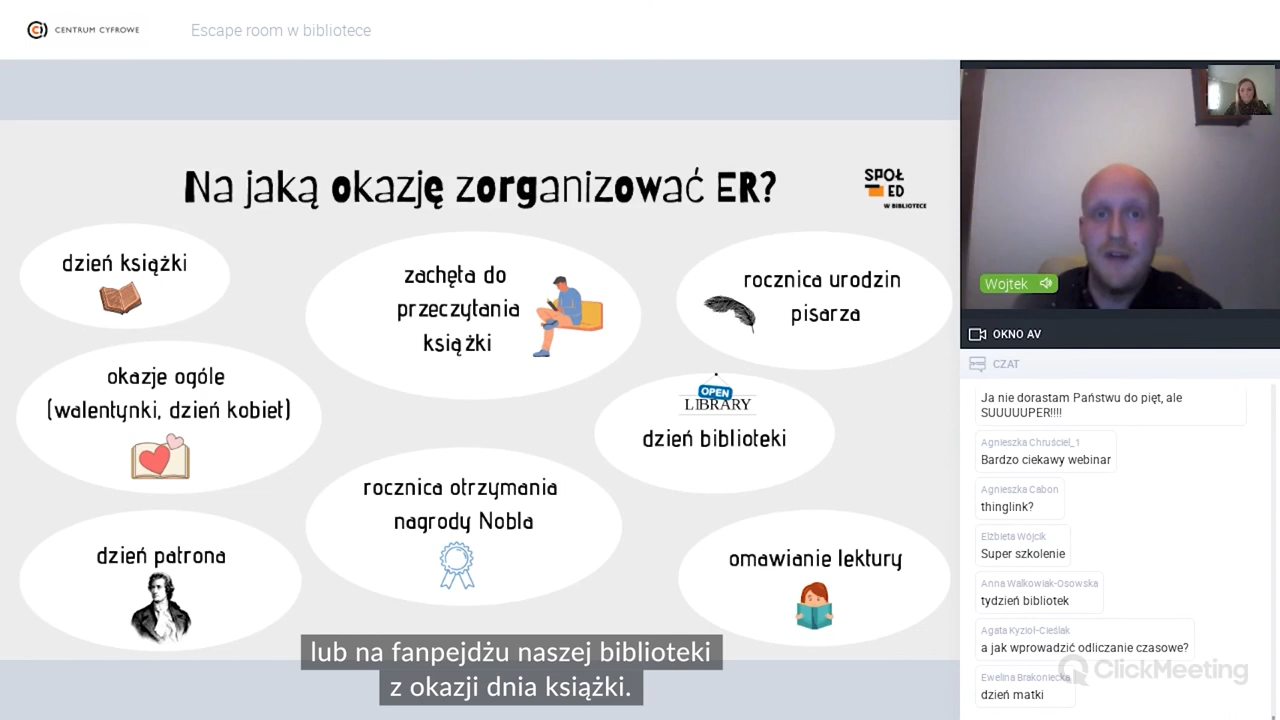 CENTRUM CYFROWE
Escape room w bibliotece
Na jaką okazję zorganizować ER?
SPOŁ
ED
W BIBLIOTECE
dzień książki
zachęta do
przeczytania
książki
rocznica urodzin
pisarza
okazje ogóle
(walentynki, dzień kobiet)
OPEN
LIBRARY
dzień biblioteki
rocznica otrzymania
nagrody Nobla
dzień patrona
omawianie lektury
lub na fanpejdżu naszej biblioteki
z okazji dnia książki.
Wojtek
OKNO AV
CZAT
Ja nie dorastam Państwu do pięt, ale
SUUUUUPER!!!!
Agnieszka Chruściel_1
Bardzo ciekawy webinar
Agnieszka Cabon
thinglink?
Elżbieta Wójcik
Super szkolenie
Anna Walkowiak-Osowska
tydzień bibliotek
Agata Kyzioł-Cieślak
a jak wprowadzić odliczanie czasowe?
Ewelina Brakoniecka
dzień matki
ClickMeeting